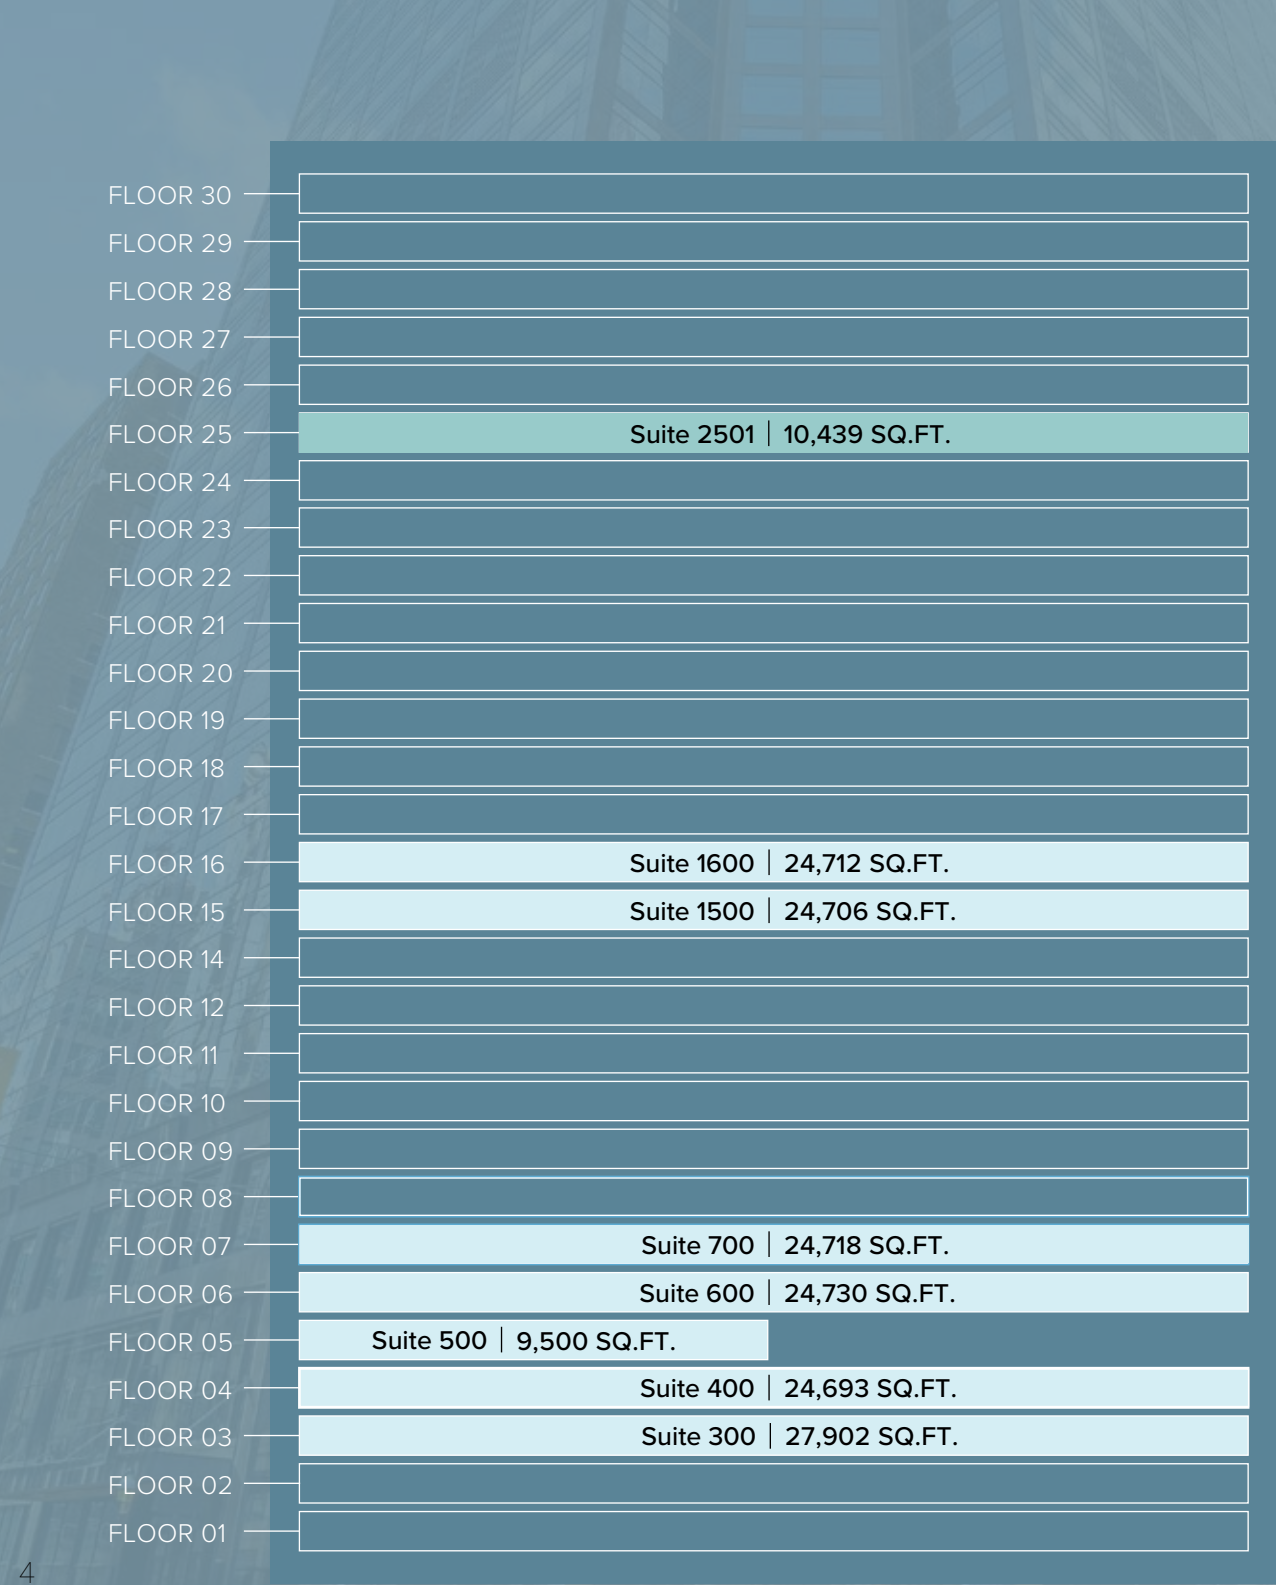 FLOOR 30
FLOOR 29
FLOOR 28
FLOOR 27
FLOOR 26
FLOOR 25 Suite 2501 | 10,439 SQ.FT.
FLOOR 24
FLOOR 23
FLOOR 22
FLOOR 21
FLOOR 20
FLOOR 19
FLOOR 18
FLOOR 17
FLOOR 16 Suite 1600 | 24,712 SQ.FT.
FLOOR 15 Suite 1500 | 24,706 SQ.FT.
FLOOR 14
FLOOR 12
FLOOR 11
FLOOR 10
FLOOR 09
FLOOR 08
FLOOR 07 Suite 700 | 24,718 SQ.FT.
FLOOR 06 Suite 600 | 24,730 SQ.FT.
FLOOR 05 Suite 500 | 9,500 SQ.FT.
FLOOR 04 Suite 400 | 24,693 SQ.FT.
FLOOR 03 Suite 300 | 27,902 SQ.FT.
FLOOR 02
FLOOR 01
4